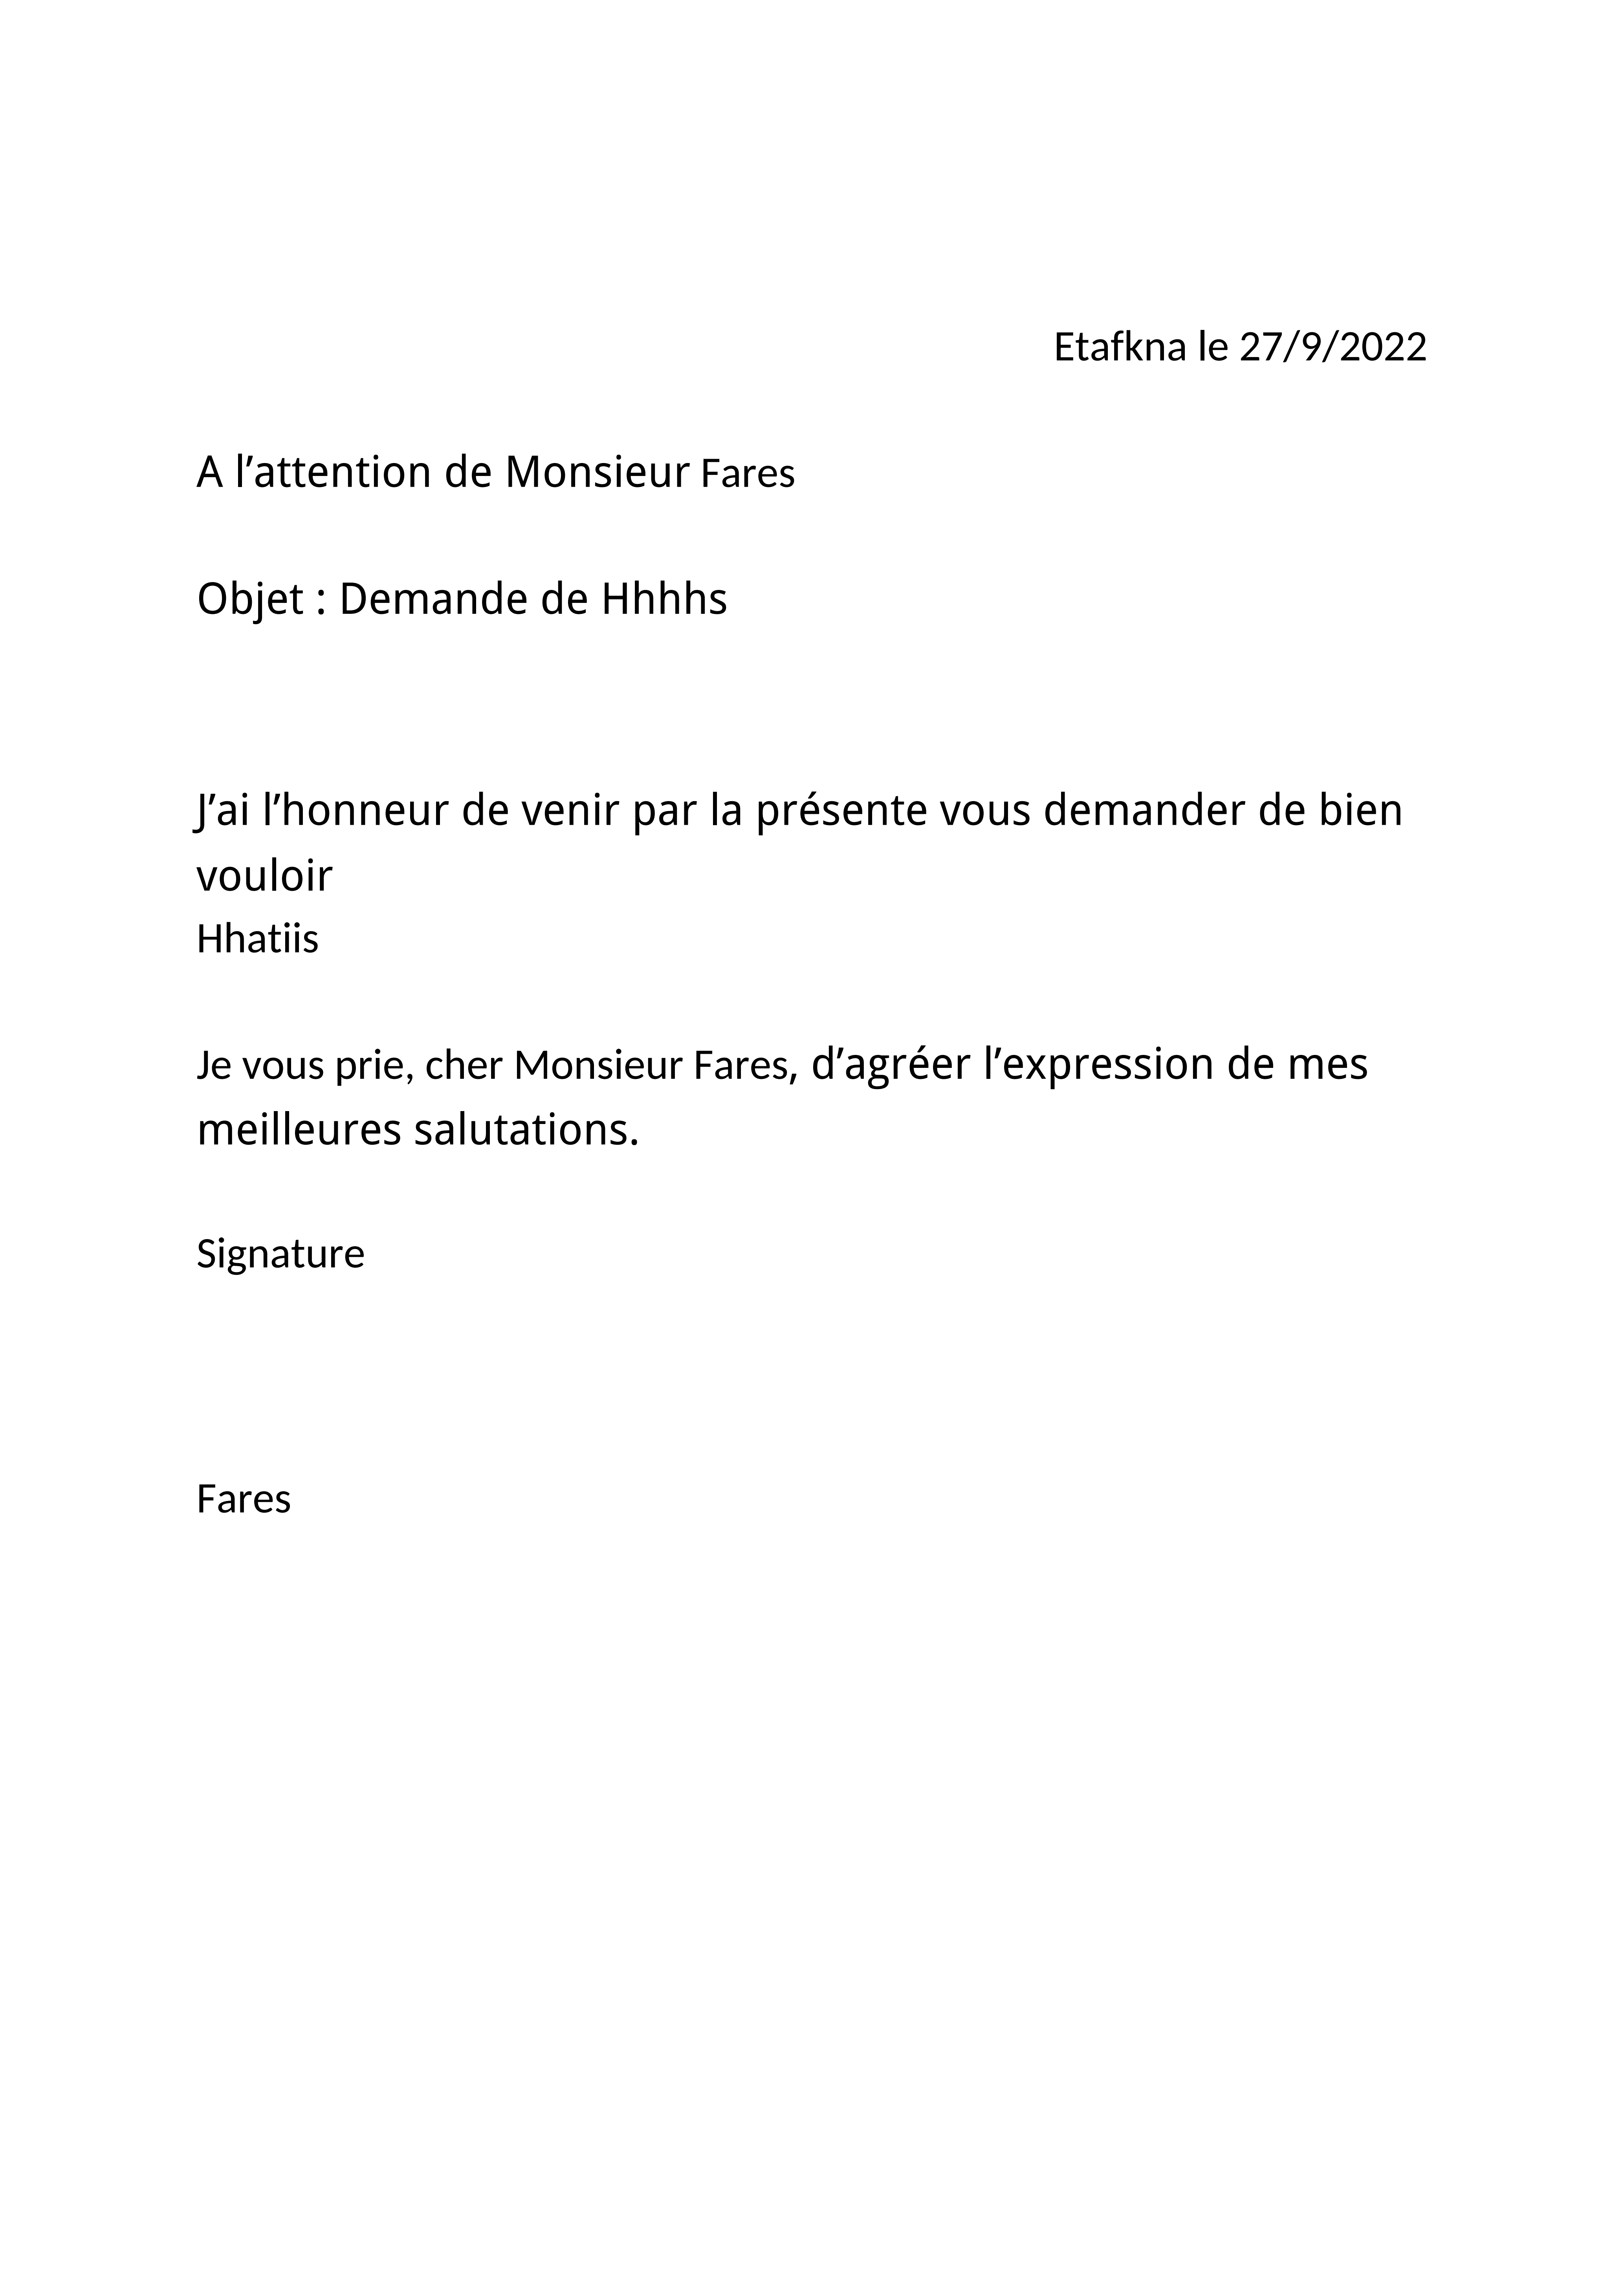 Etafkna le 27/9/2022
A l’attention de Monsieur Fares
Objet : Demande de Hhhhs
J’ai l’honneur de venir par la présente vous demander de bien
vouloir
Hhatiis
Je vous prie, cher Monsieur Fares, d’agréer l’expression de mes
meilleures salutations.
Signature
Fares